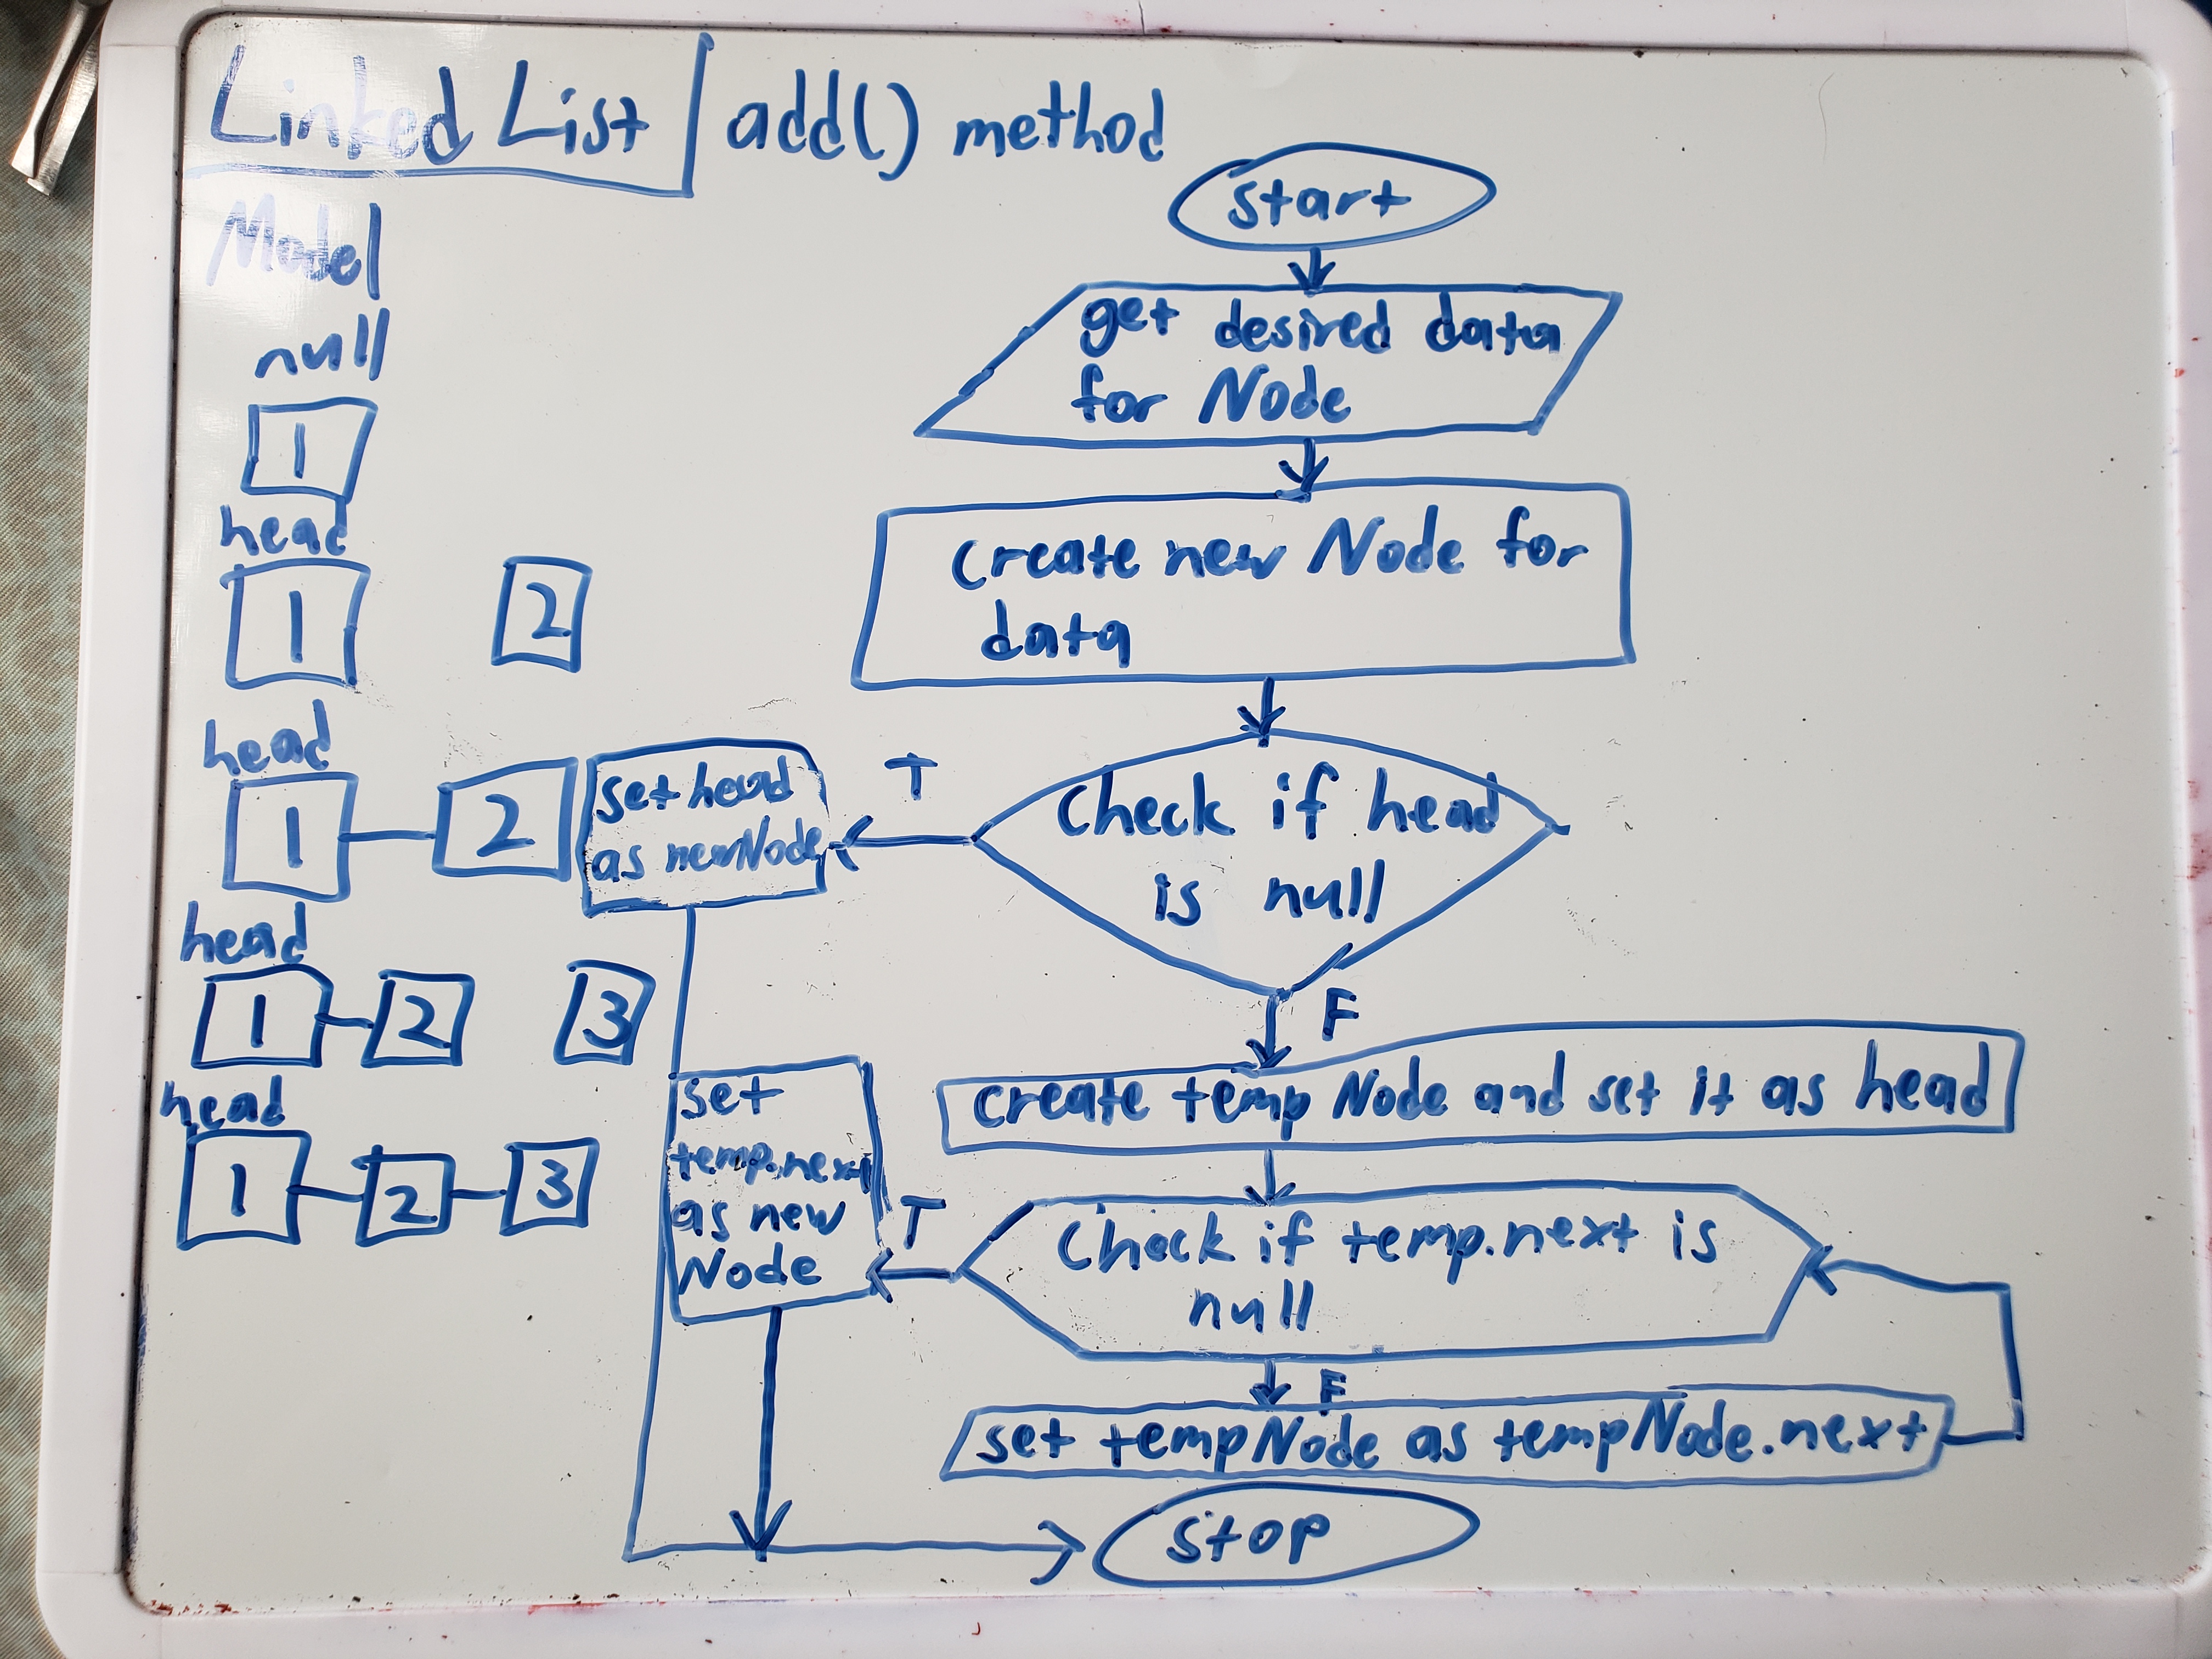 Linked List add() method
Model
null
1
head
1 2
head
1 2
head
1 2 3
head
1 2 3
start
get desired data
for Node
create new Node for
data
Check if head
is null
T
set head
as newNode
F
create temp Node and set it as head
Check if temp.next is
null
T
set
temp.next
as new
Node
F
set tempNode as tempNode.next
stop